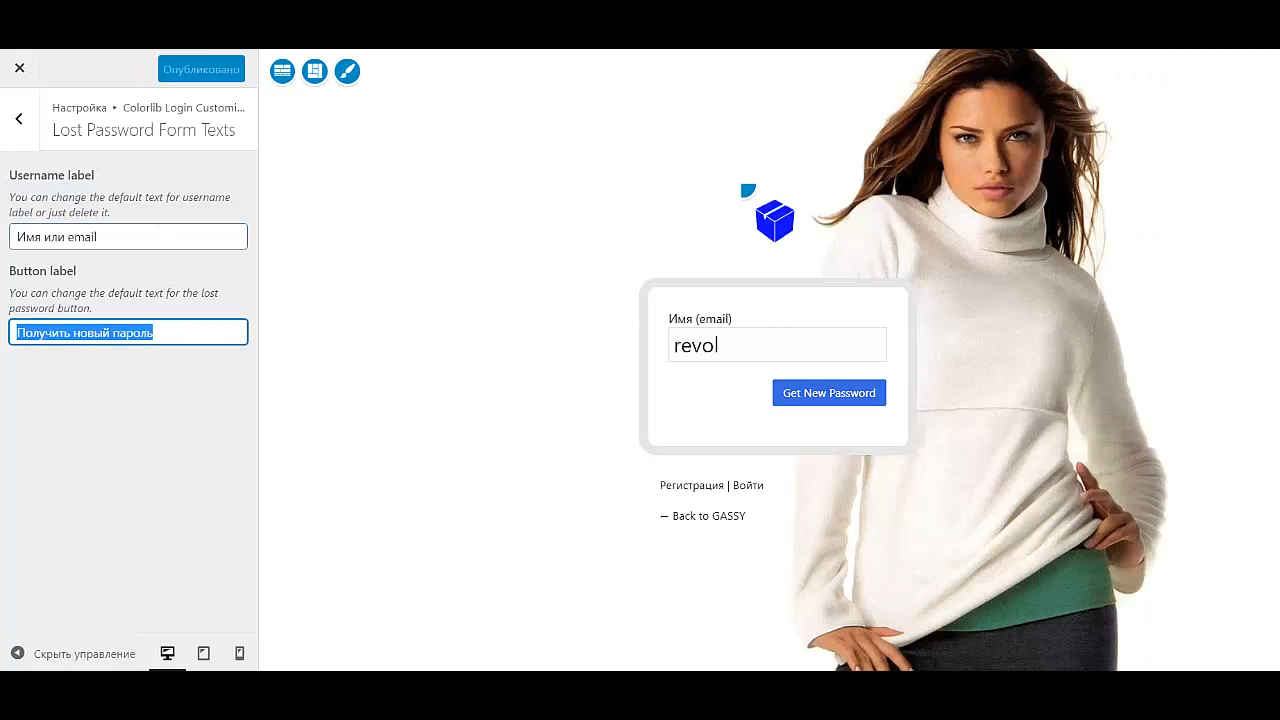 Опубликовано
Настройка ▸ Colorlib Login Customi...
Lost Password Form Texts
Username label
You can change the default text for username
label or just delete it.
Имя или email
Button label
You can change the default text for the lost
password button.
Получить новый пароль
Скрыть управление
Имя (email)
revol
Get New Password
Регистрация | Войти
← Back to GASSY